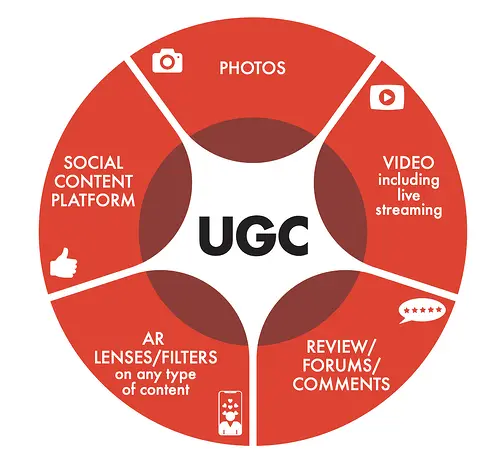 PHOTOS
VIDEO
including
live
streaming
REVIEW/
FORUMS/
COMMENTS
AR
LENSES/FILTERS
on any type
of content
SOCIAL
CONTENT
PLATFORM
UGC